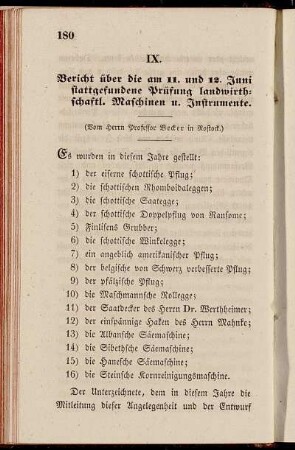 180
IX.
Bericht über die am 11. und 12. Juni
stattgefundene Prüfung landwirth-
schaftl. Maschinen u. Instrumente.
(Vom Herrn Professor Becker in Rostock.)
Es wurden in diesem Jahre gestellt:
1) der eiserne schottische Pflug;
2) die schottischen Rhomboidaleggen;
3) die schottische Saategge;
4) der schottische Doppelpflug von Ransome;
5) Finlisens Grubber;
6) die schottische Winkelegge;
7) ein angeblich amerikanischer Pflug;
8) der belgische von Schwerz verbesserte Pflug;
9) der pfälzische Pflug;
10) die Maschmannsche Rollegge;
11) der Saatdecker des Herrn Dr. Werthheimer;
12) der einspännige Haken des Herrn Mahnke;
13) die Albansche Säemaschine;
14) die Sibethsche Säemaschine;
15) die Hanesche Säemaschine;
16) die Steinsche Kornreinigungsmaschine.
Der Unterzeichnete, dem in diesem Jahre die
Mitleitung dieser Angelegenheit und der Entwurf